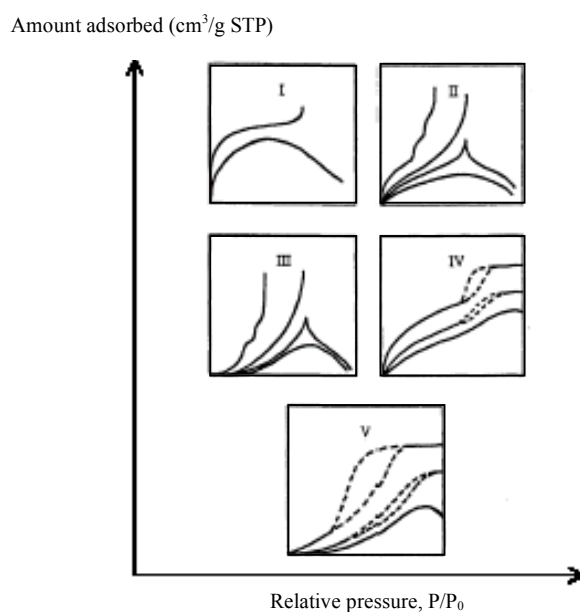 Amount adsorbed (cm³/g STP)
I
II
III
IV
V
Relative pressure, P/P₀